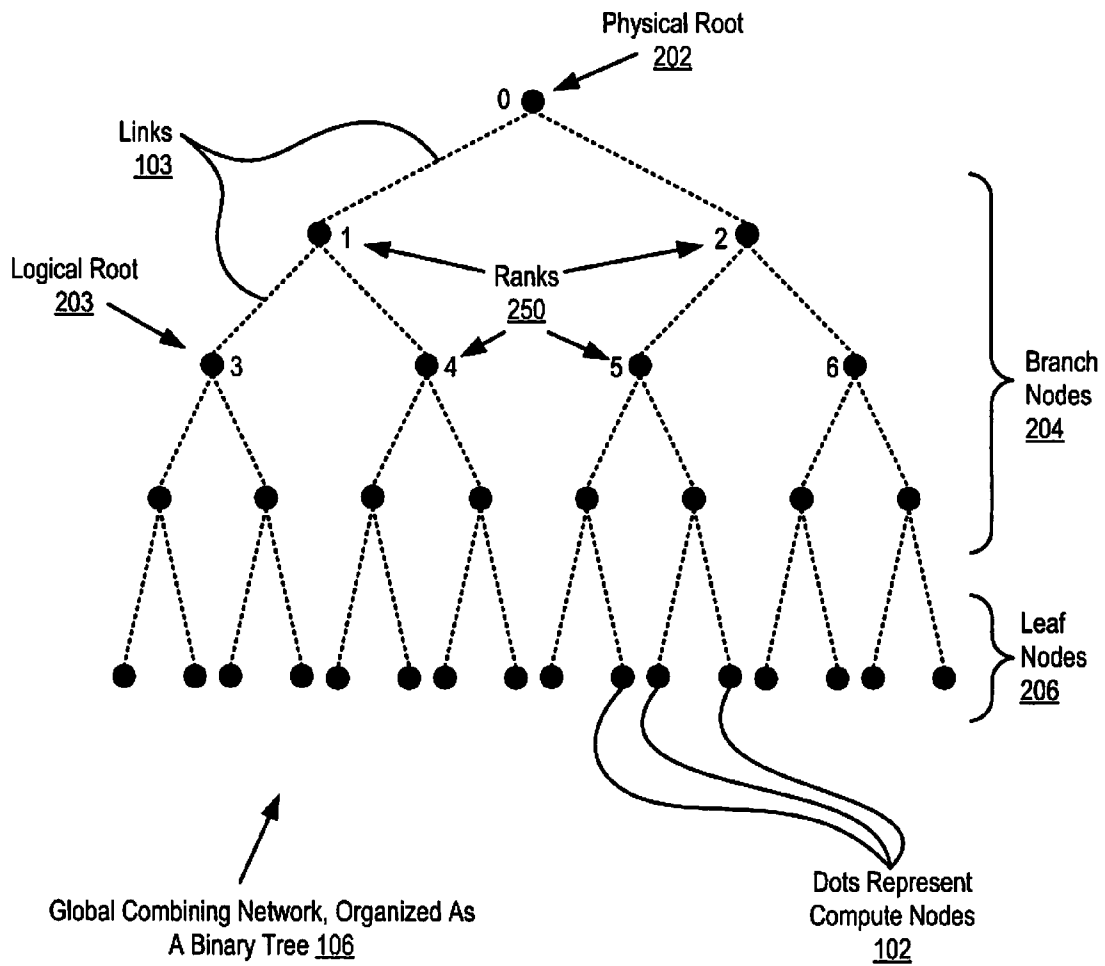 Physical Root
202
0
Links
103
1
2
Logical Root
203
Ranks
250
3
4
5
6
Branch
Nodes
204
Leaf
Nodes
206
Global Combining Network, Organized As
A Binary Tree 106
Dots Represent
Compute Nodes
102